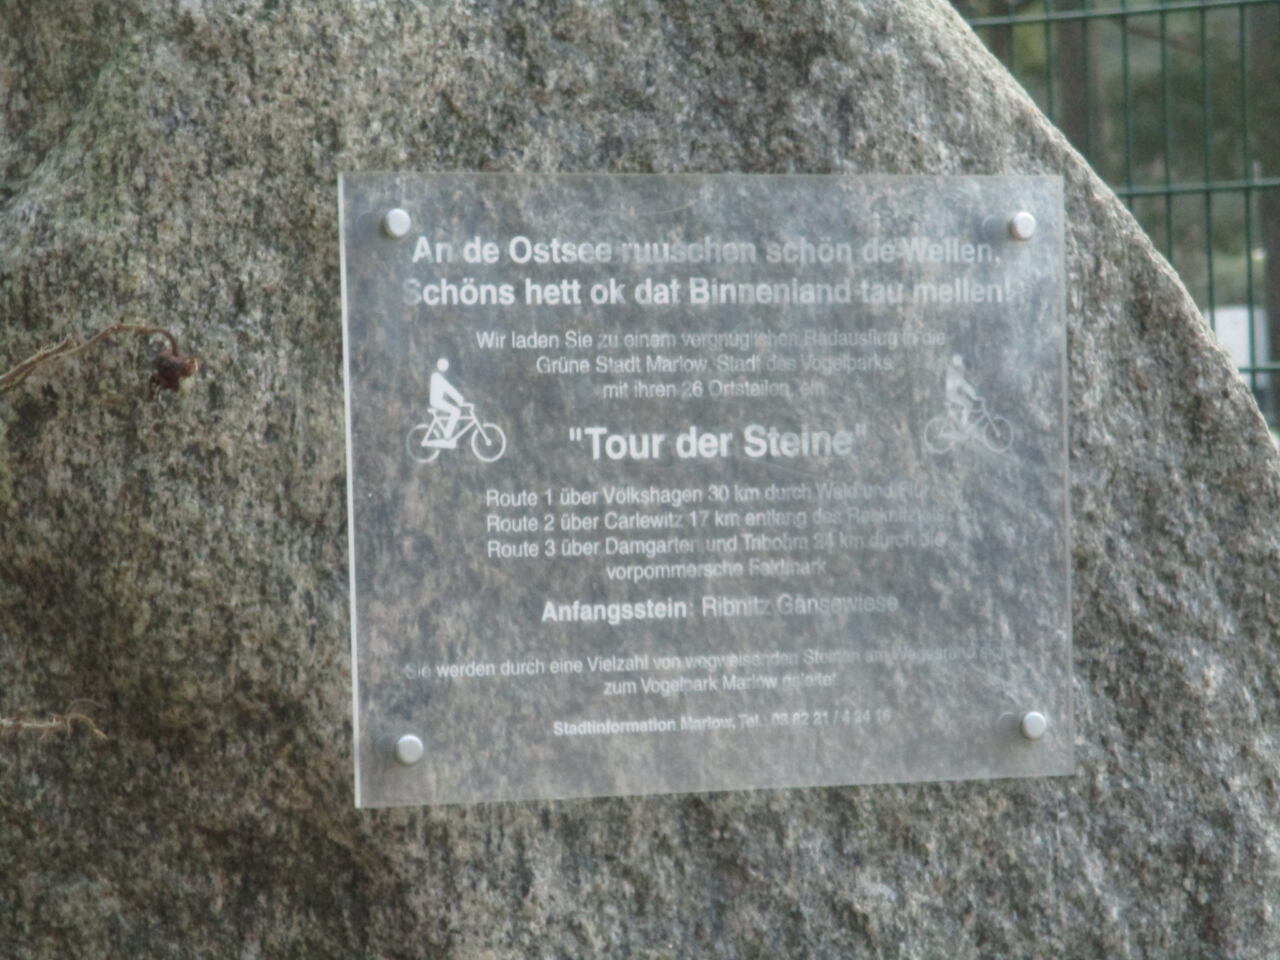 An de Ostsee ruuschen schön de Wellen,
Schöns hett ok dat Binnenland tau mellen!
Wir laden Sie zu einem vergnüglichen Radausflug in die
Grüne Stadt Marlow, Stadt des Vogelparks
mit ihren 26 Ortsteilen, ein
"Tour der Steine"
Route 1 über Völkshagen 30 km durch Wald und
Route 2 über Carlewitz 17 km entlang des
Route 3 über Damgarten und Tribohm 24 km durch die
vorpommersche Feldmark
Anfangsstein: Ribnitz Gänsewiese
Sie werden durch eine Vielzahl von wegweisenden Steinen am
zum Vogelpark Marlow geleitet
Stadtinformation Marlow, Tel.: 03 82 21 / 4 24 16